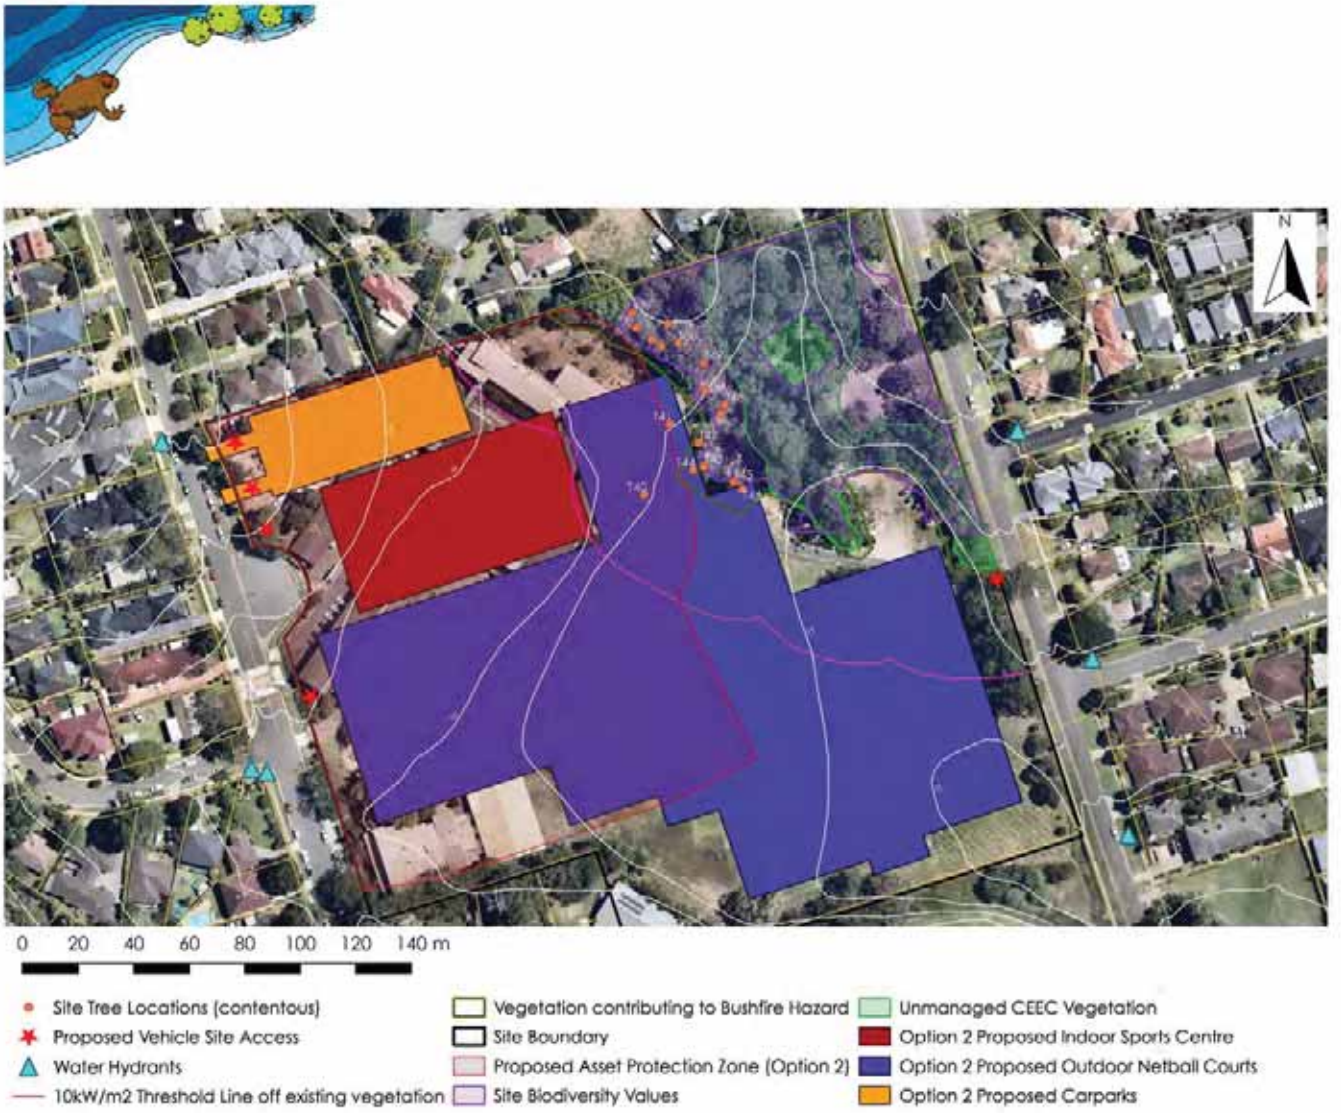 N
T40
0 20 40 60 80 100 120 140 m
Site Tree Locations (contentous)
Proposed Vehicle Site Access
Water Hydrants
10kW/m2 Threshold Line off existing vegetation
Vegetation contributing to Bushfire Hazard
Site Boundary
Proposed Asset Protection Zone (Option 2)
Site Biodiversity Values
Unmanaged CEEC Vegetation
Option 2 Proposed Indoor Sports Centre
Option 2 Proposed Outdoor Netball Courts
Option 2 Proposed Carparks